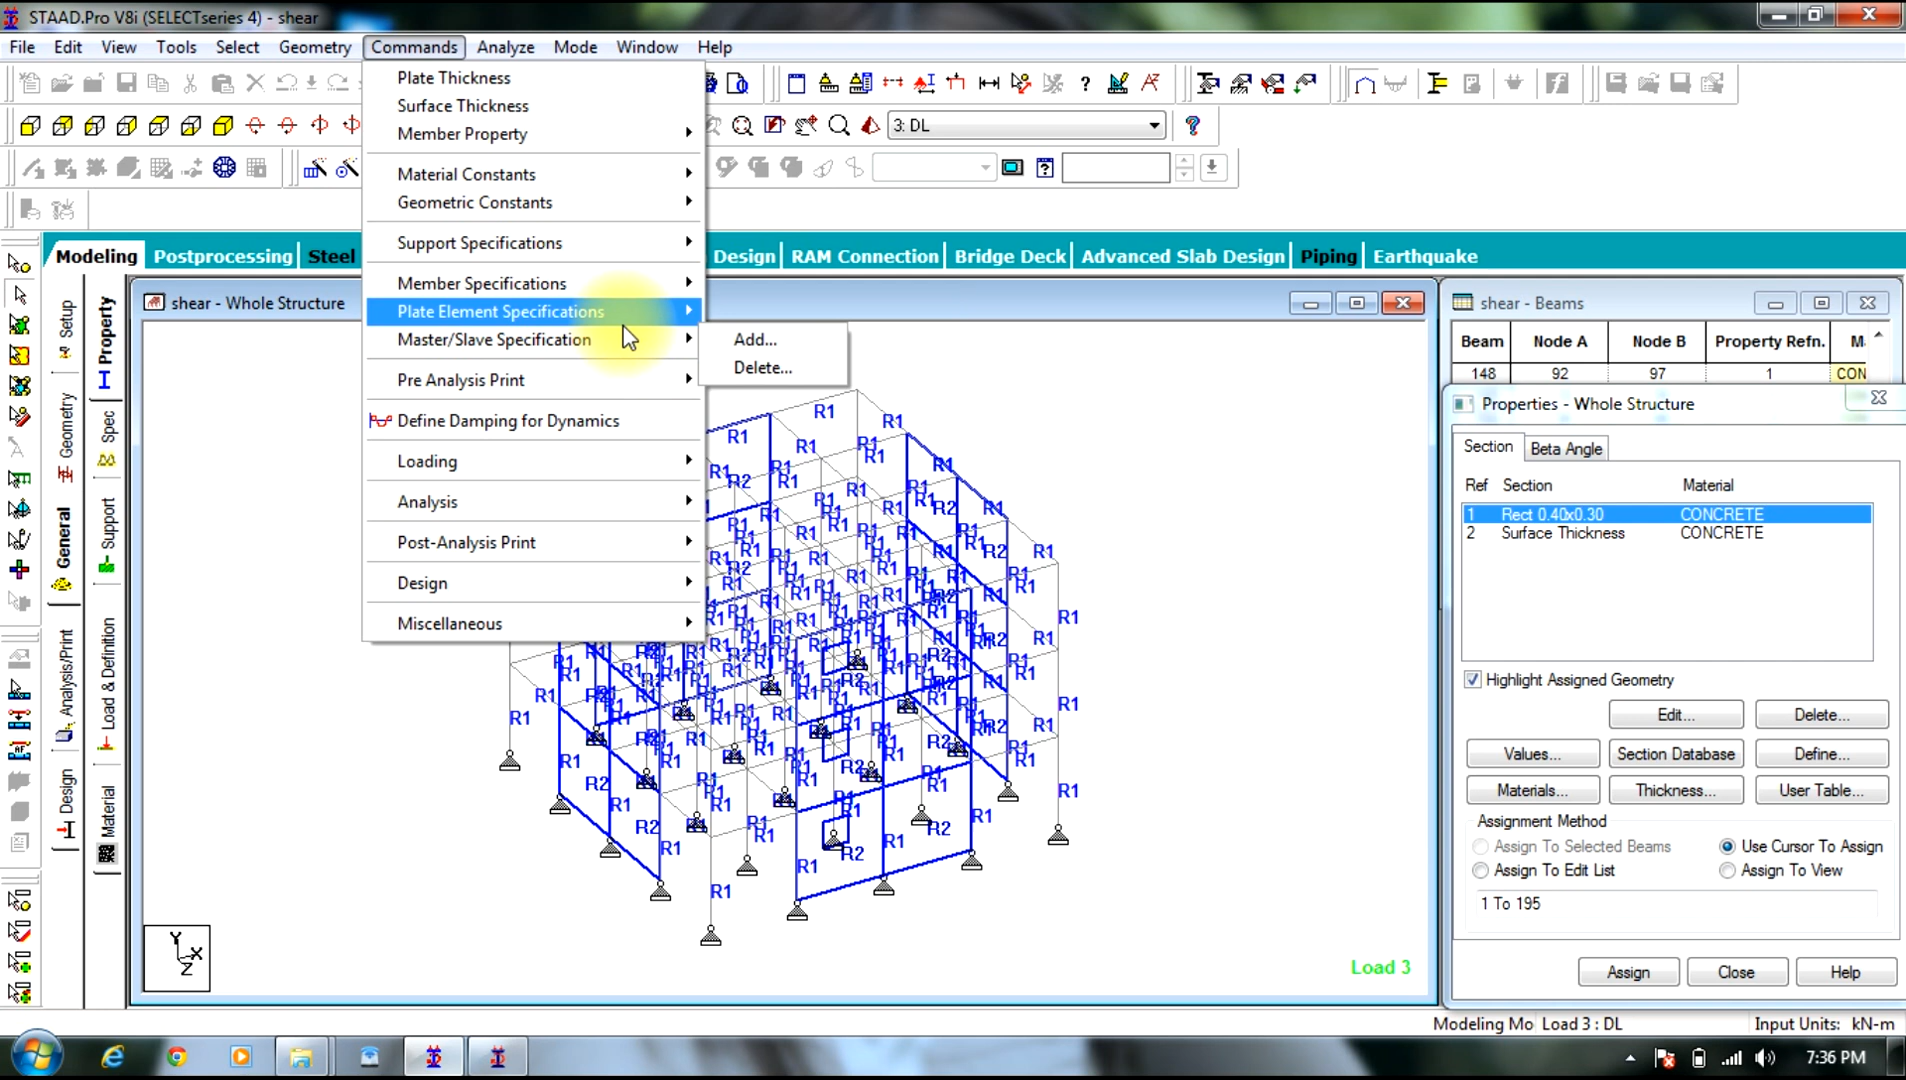 STAAD.Pro V8i (SELECTseries 4) - shear
File Edit View Tools Select Geometry Commands Analyze Mode Window Help
Plate Thickness
Surface Thickness
Member Property
Material Constants
Geometric Constants
Support Specifications
Member Specifications
Plate Element Specifications
Master/Slave Specification
Pre Analysis Print
Define Damping for Dynamics
Loading
Analysis
Post-Analysis Print
Design
Miscellaneous
Add...
Delete...
3: DL
Modeling Postprocessing Steel Design RAM Connection Bridge Deck Advanced Slab Design Piping Earthquake
Setup
Geometry
General
Analysis/Print
Design
Property
Spec
Support
Load & Definition
Material
shear - Whole Structure
Load 3
Y
X
Z
shear - Beams
Beam Node A Node B Property Refn. M
148 92 97 1 CON
Properties - Whole Structure
Section Beta Angle
Ref Section Material
1 Rect 0.40x0.30 CONCRETE
2 Surface Thickness CONCRETE
Highlight Assigned Geometry
Edit... Delete...
Values... Section Database Define...
Materials... Thickness... User Table...
Assignment Method
Assign To Selected Beams Use Cursor To Assign
Assign To Edit List Assign To View
1 To 195
Assign Close Help
Modeling Mo Load 3 : DL Input Units: kN-m
7:36 PM